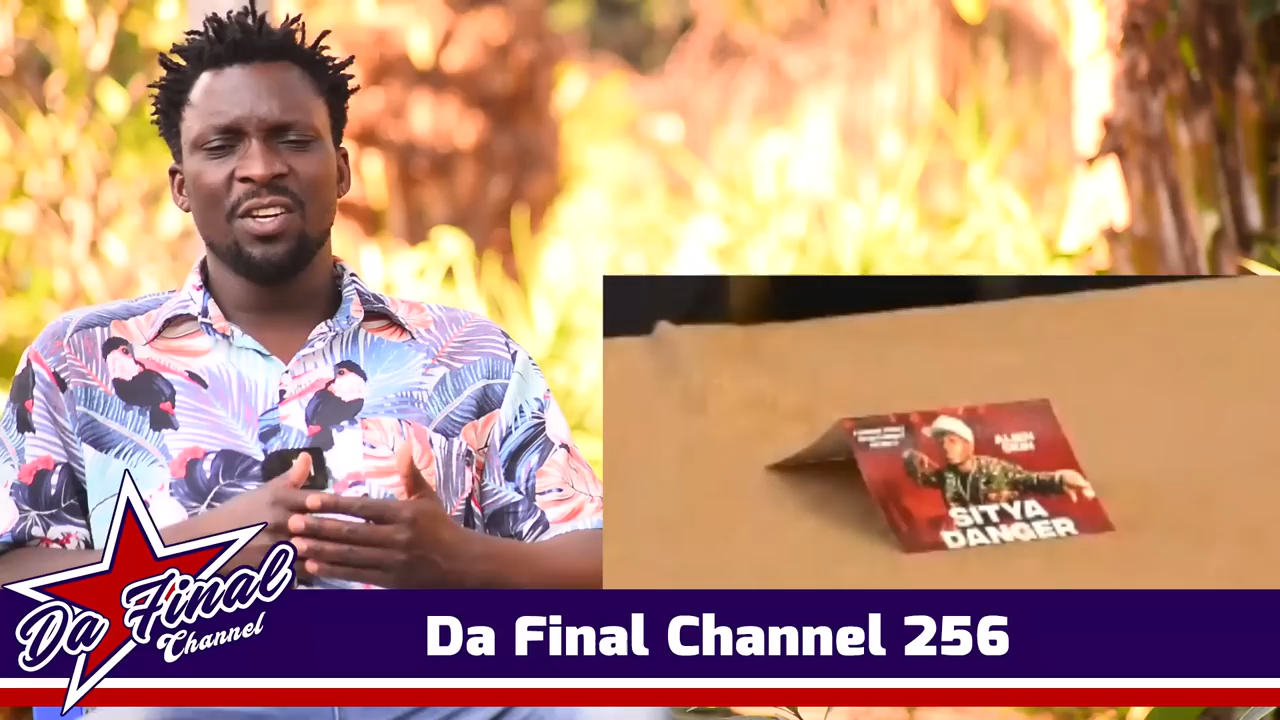 ALIEN
SKIN
SITYA
DANGER
Da Final
Channel
Da Final Channel 256